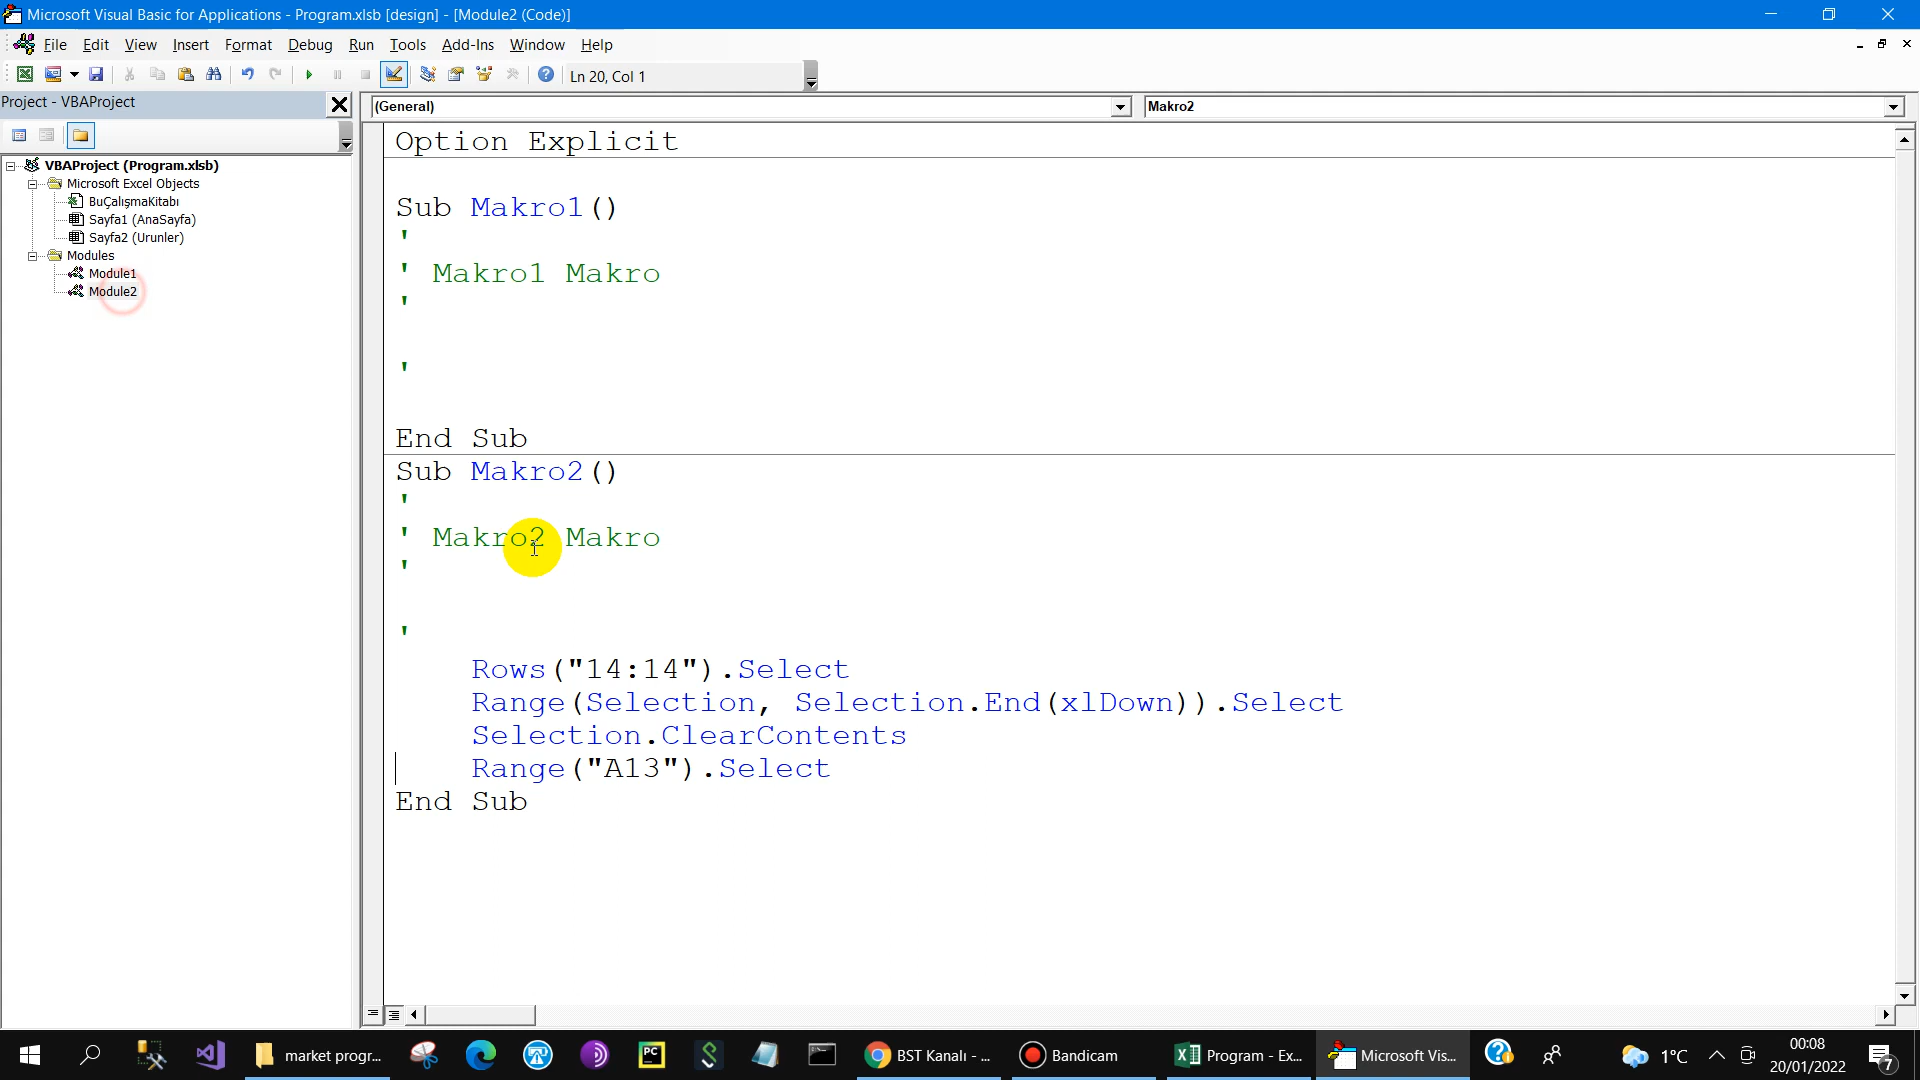 Microsoft Visual Basic for Applications - Program.xlsb [design] - [Module2 (Code)]
File Edit View Insert Format Debug Run Tools Add-Ins Window Help
Ln 20, Col 1
Project - VBAProject
(General)
Makro2
VBAProject (Program.xlsb)
Microsoft Excel Objects
BuÇalışmaKitabı
Sayfa1 (AnaSayfa)
Sayfa2 (Urunler)
Modules
Module1
Module2
Option Explicit
Sub Makro1()
'
' Makro1 Makro
'
'
End Sub
Sub Makro2()
'
' Makro2 Makro
'
'
Rows("14:14").Select
Range(Selection, Selection.End(xlDown)).Select
Selection.ClearContents
Range("A13").Select
End Sub
market progr...
PC
BST Kanalı - ...
Bandicam
Program - Ex...
Microsoft Vis...
1°C
00:08
20/01/2022
7